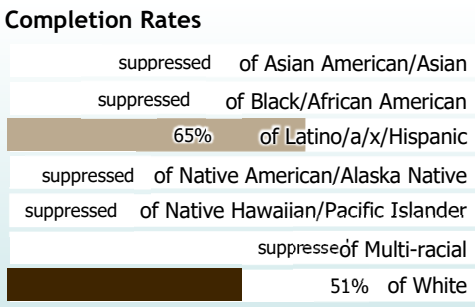 Completion Rates
suppressed of Asian American/Asian
suppressed of Black/African American
65% of Latino/a/x/Hispanic
suppressed of Native American/Alaska Native
suppressed of Native Hawaiian/Pacific Islander
suppresse of Multi-racial
51% of White